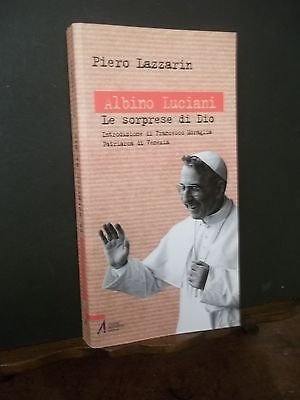 Piero Lazzarin
Albino Luciani
Le sorprese di Dio
Introduzione di Francesco Moraglia
Patriarca di Venezia